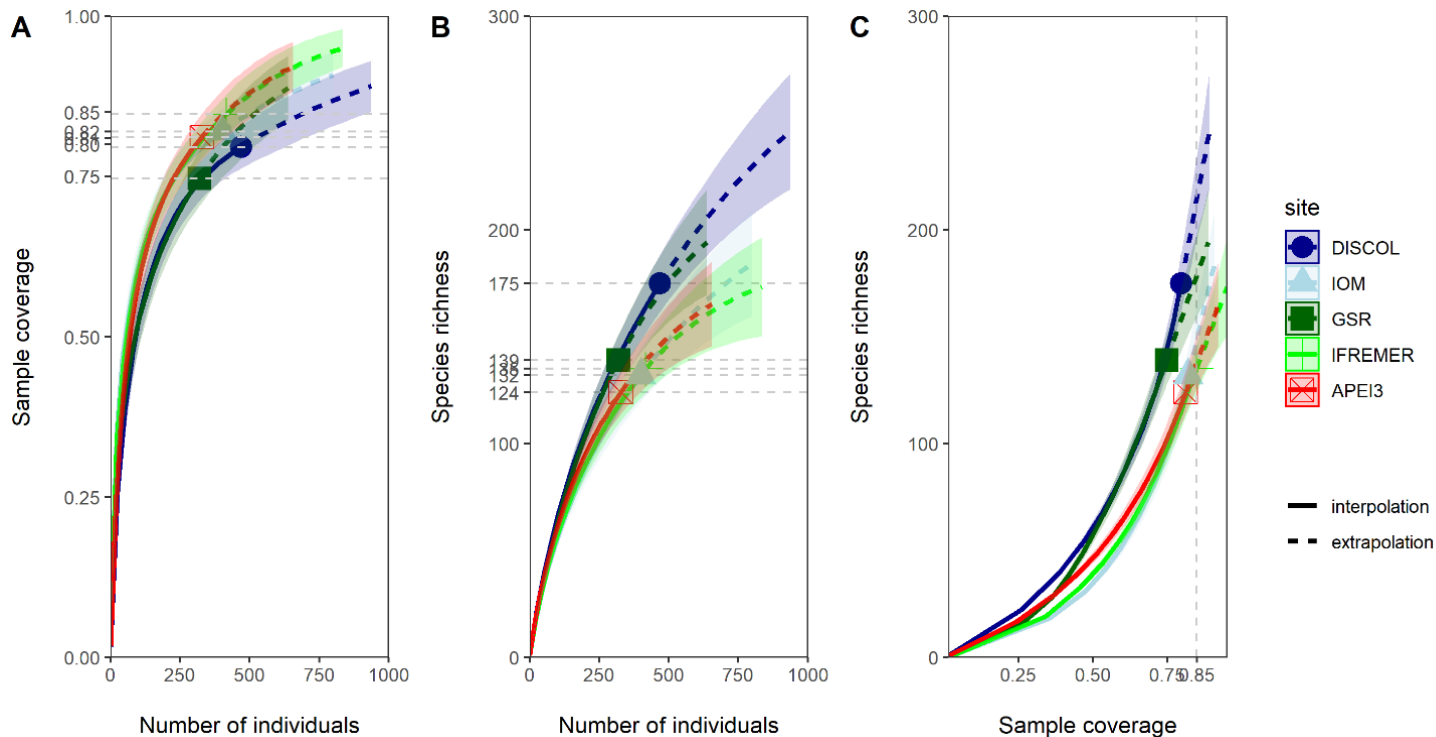 A
Sample coverage
1.00
0.85
0.82
0.80
0.75
0.50
0.25
0.00
0
250
500
750
1000
Number of individuals
B
Species richness
300
200
175
139
132
124
100
0
0
250
500
750
1000
Number of individuals
C
Species richness
300
200
100
0
0.25
0.50
0.75
0.85
Sample coverage
site
DISCOL
IOM
GSR
IFREMER
APEI3
interpolation
extrapolation